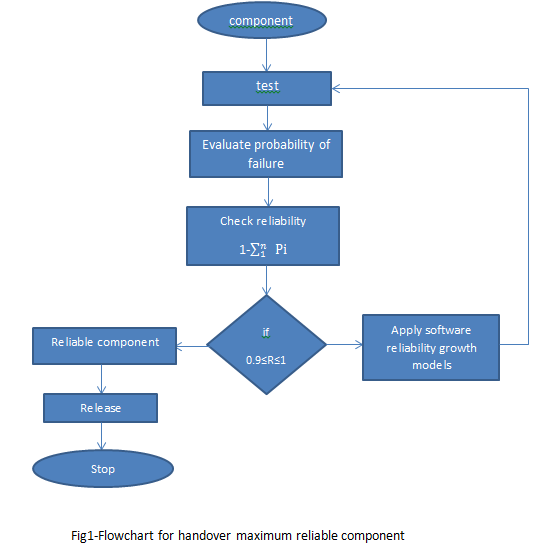 component
test
Evaluate probability of
failure
Check reliability
1-∑₁ⁿ Pi
if
0.9≤R≤1
Reliable component
Apply software
reliability growth
models
Release
Stop
Fig1-Flowchart for handover maximum reliable component